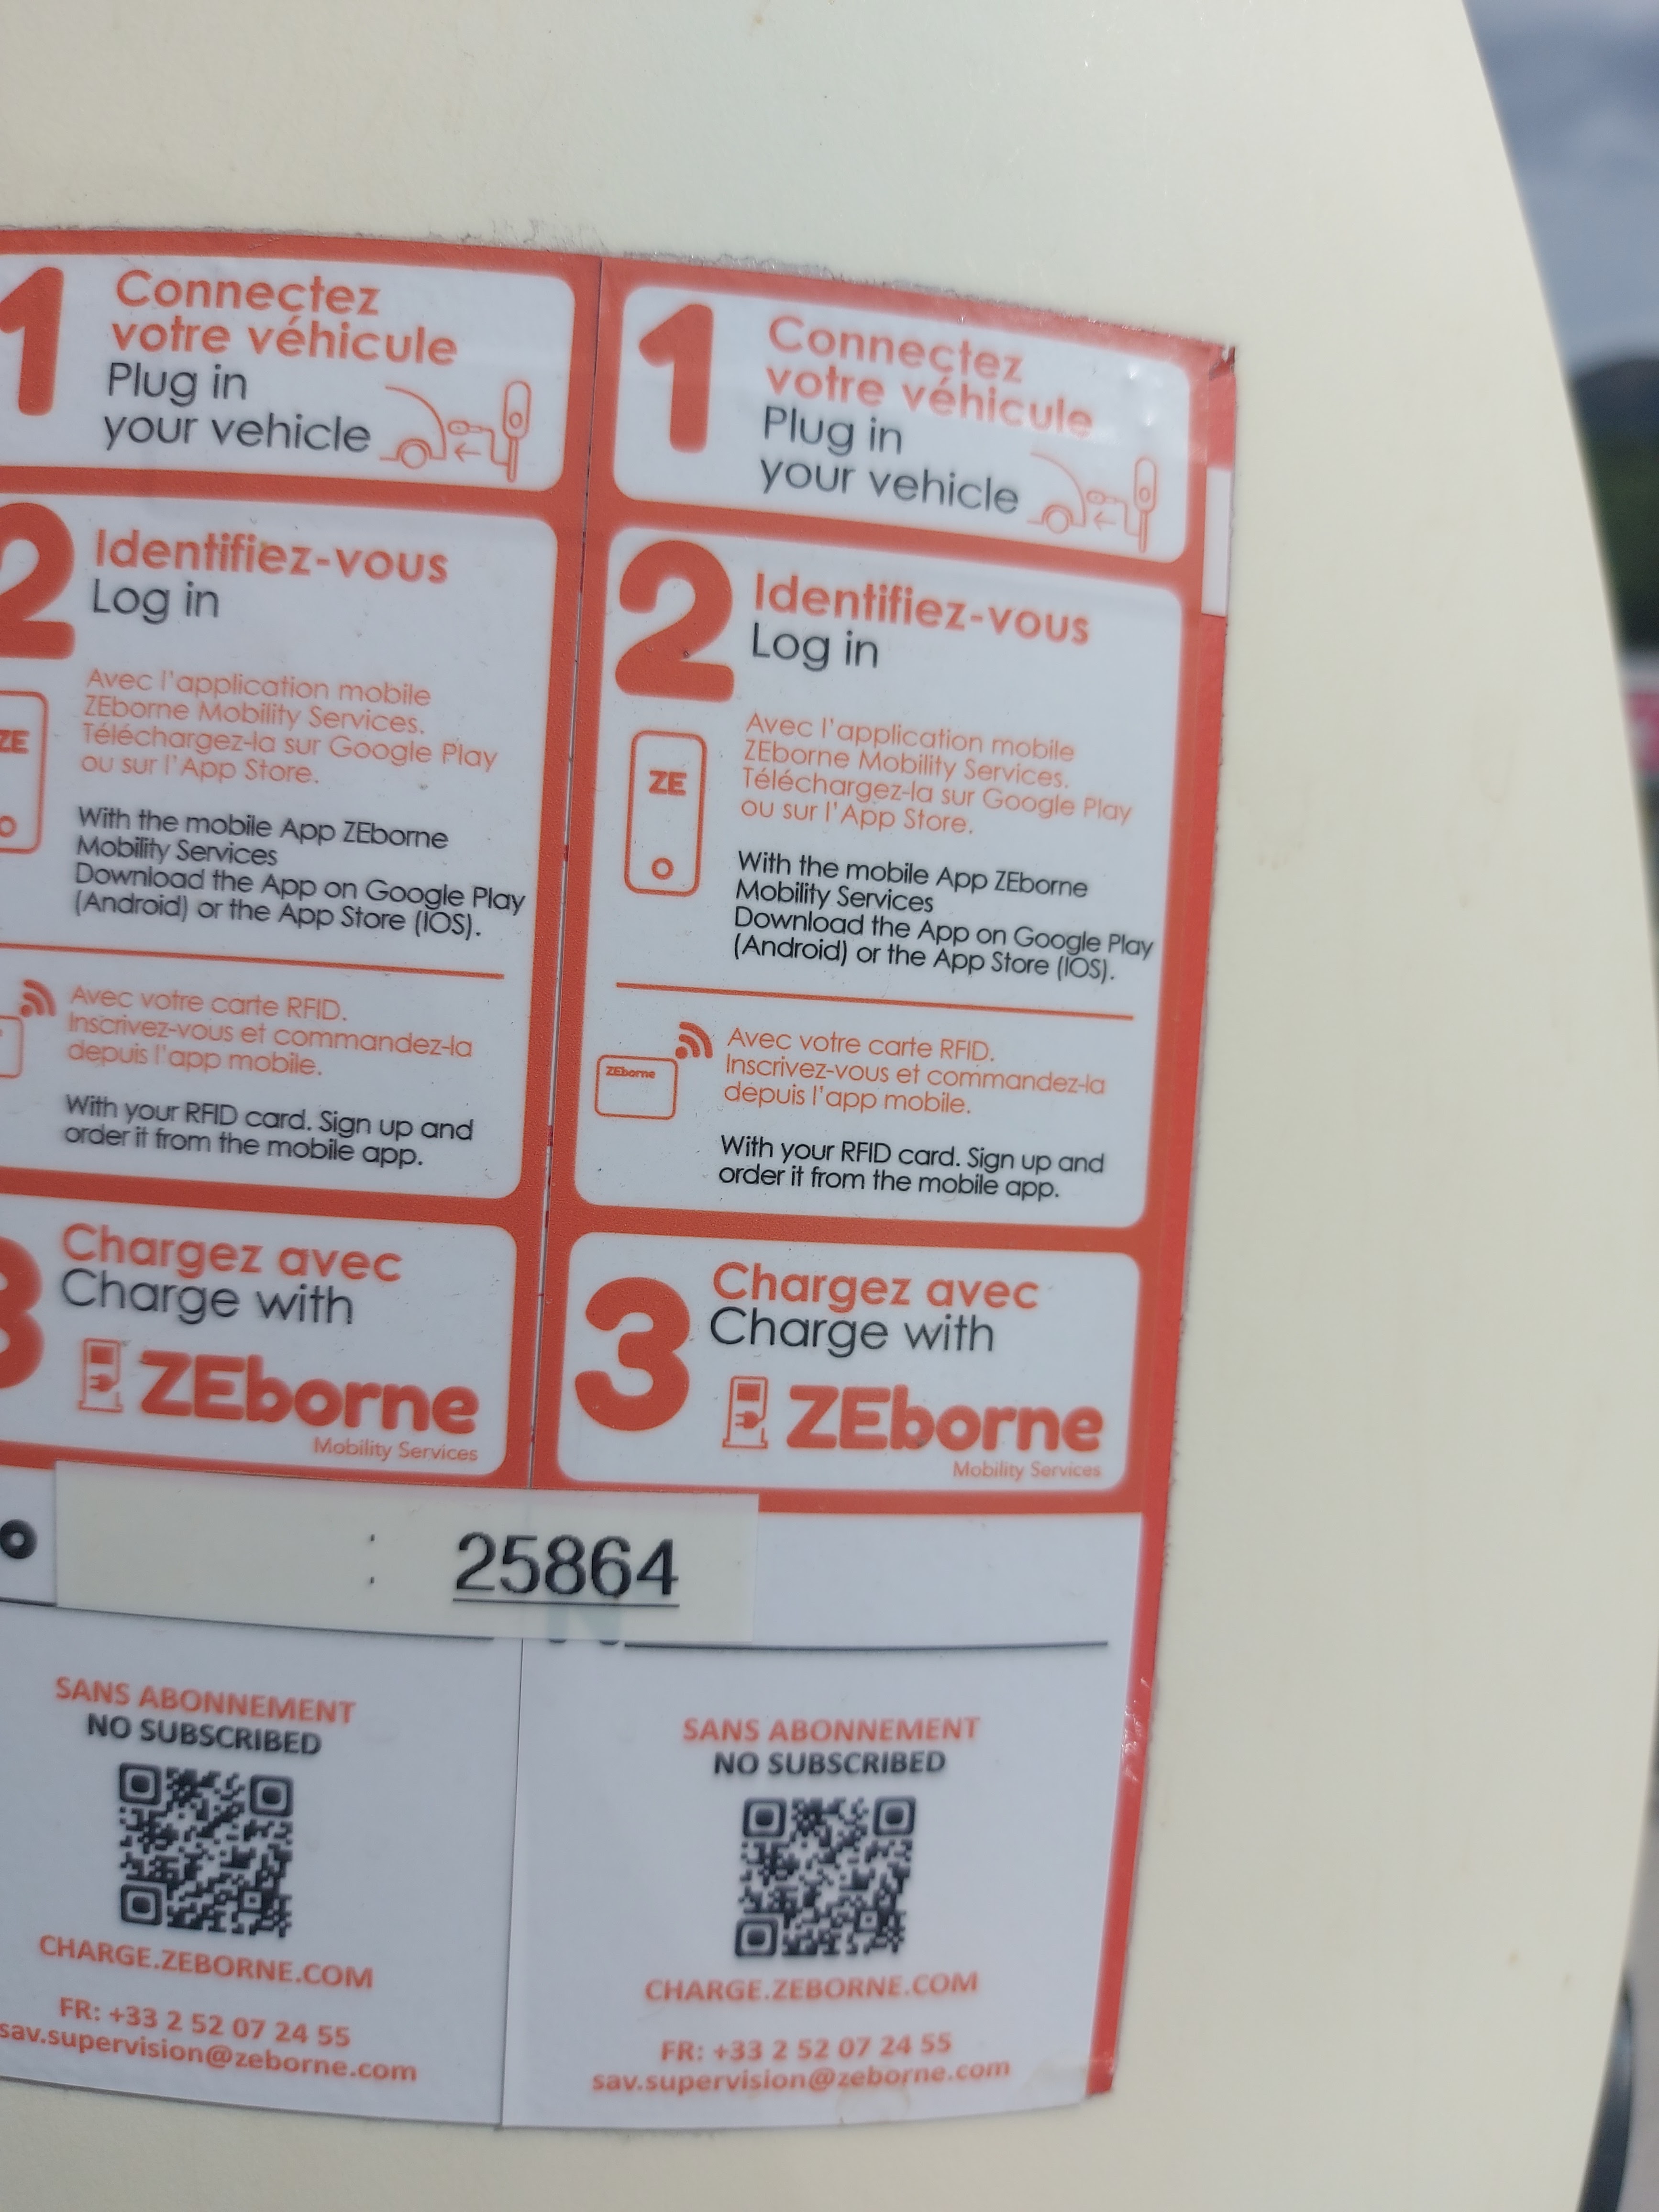 1
Connectez
votre véhicule
Plug in
your vehicle
2
Identifiez-vous
Log in
ZE
Avec l'application mobile
ZEborne Mobility Services.
Téléchargez-la sur Google Play
ou sur l'App Store.
With the mobile App ZEborne
Mobility Services
Download the App on Google Play
(Android) or the App Store (IOS).
Avec votre carte RFID.
Inscrivez-vous et commandez-la
depuis l'app mobile.
With your RFID card. Sign up and
order it from the mobile app.
3
Chargez avec
Charge with
ZEborne
Mobility Services
: 25864
SANS ABONNEMENT
NO SUBSCRIBED
CHARGE.ZEBORNE.COM
FR: +33 2 52 07 24 55
sav.supervision@zeborne.com
1
Connectez
votre véhicule
Plug in
your vehicle
2
Identifiez-vous
Log in
ZE
Avec l'application mobile
ZEborne Mobility Services.
Téléchargez-la sur Google Play
ou sur l'App Store.
With the mobile App ZEborne
Mobility Services
Download the App on Google Play
(Android) or the App Store (IOS).
ZEborne
Avec votre carte RFID.
Inscrivez-vous et commandez-la
depuis l'app mobile.
With your RFID card. Sign up and
order it from the mobile app.
3
Chargez avec
Charge with
ZEborne
Mobility Services
SANS ABONNEMENT
NO SUBSCRIBED
CHARGE.ZEBORNE.COM
FR: +33 2 52 07 24 55
sav.supervision@zeborne.com